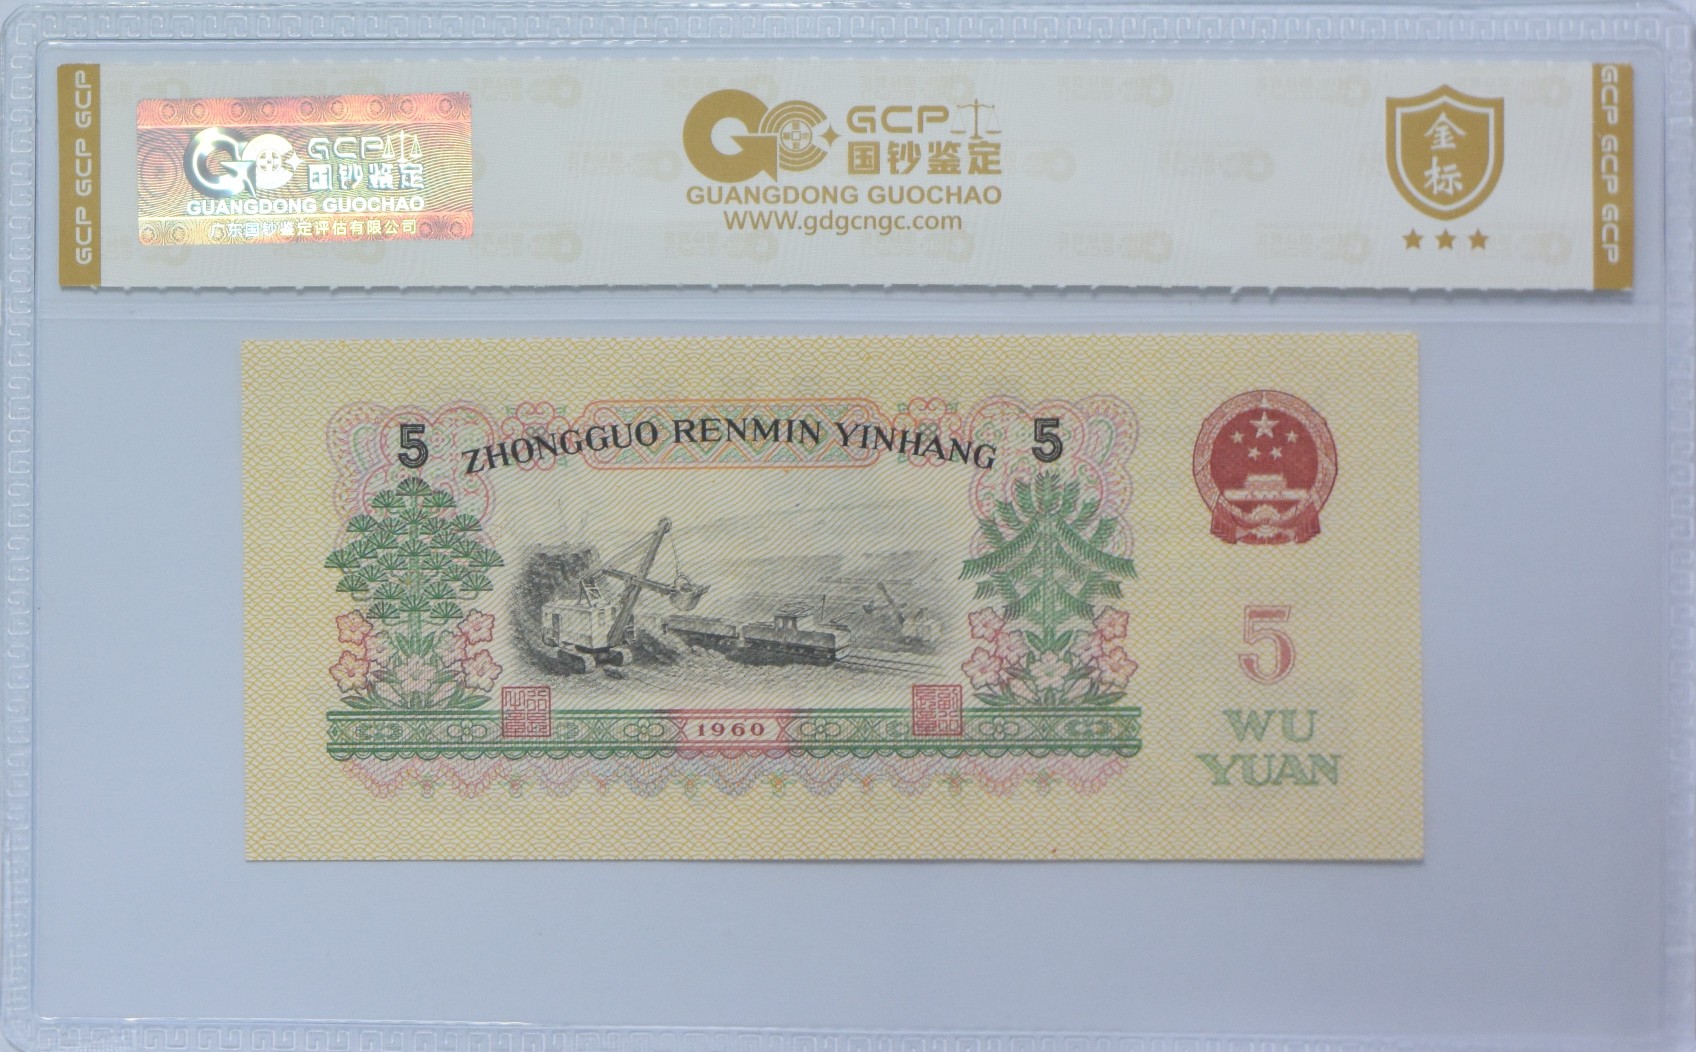 GCP GCP GCP
GCP
国钞鉴定
GUANGDONG GUOCHAO
广东国钞鉴定评估有限公司
GCP
国钞鉴定
GUANGDONG GUOCHAO
WWW.gdgcngc.com
金
标
GCP GCP GCP
5 ZHONGGUO RENMIN YINHANG 5
1960
5
WU
YUAN